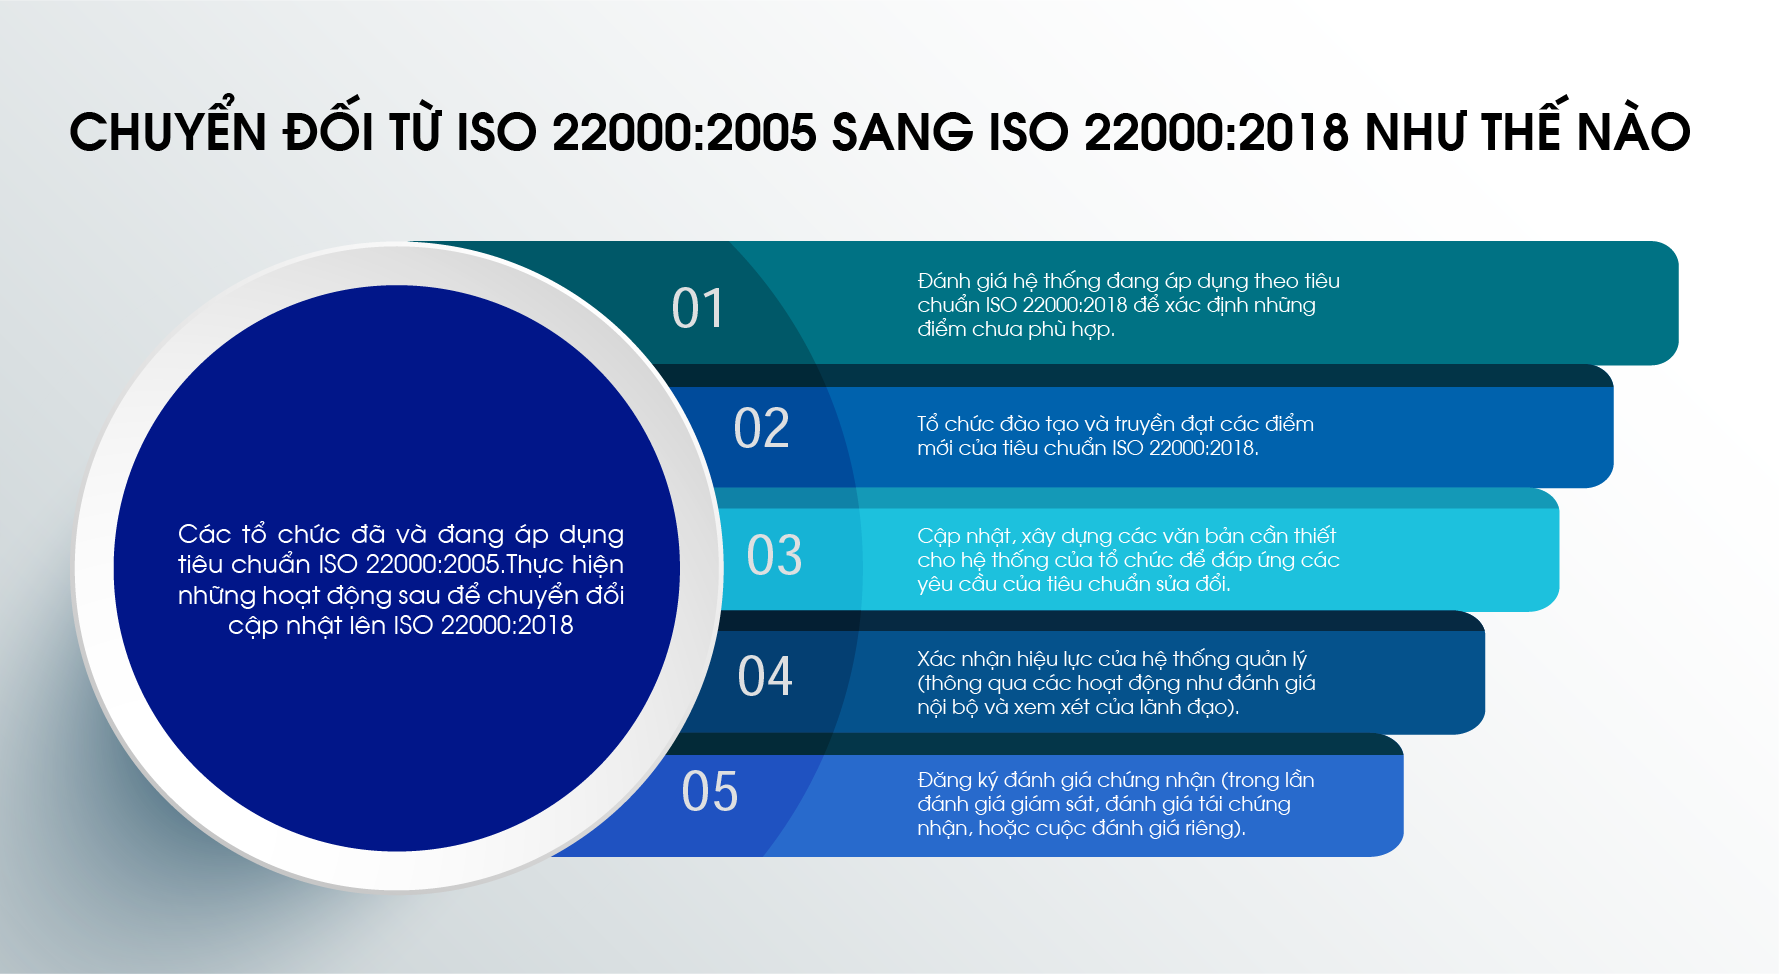 CHUYỂN ĐỐI TỪ ISO 22000:2005 SANG ISO 22000:2018 NHƯ THẾ NÀO
Các tổ chức đã và đang áp dụng
tiêu chuẩn ISO 22000:2005.Thực hiện
những hoạt động sau để chuyển đổi
cập nhật lên ISO 22000:2018
01
Đánh giá hệ thống đang áp dụng theo tiêu
chuẩn ISO 22000:2018 để xác định những
điểm chưa phù hợp.
02
Tổ chức đào tạo và truyền đạt các điểm
mới của tiêu chuẩn ISO 22000:2018.
03
Cập nhật, xây dựng các văn bản cần thiết
cho hệ thống của tổ chức để đáp ứng các
yêu cầu của tiêu chuẩn sửa đổi.
04
Xác nhận hiệu lực của hệ thống quản lý
(thông qua các hoạt động như đánh giá
nội bộ và xem xét của lãnh đạo).
05
Đăng ký đánh giá chứng nhận (trong lần
đánh giá giám sát, đánh giá tái chứng
nhận, hoặc cuộc đánh giá riêng).